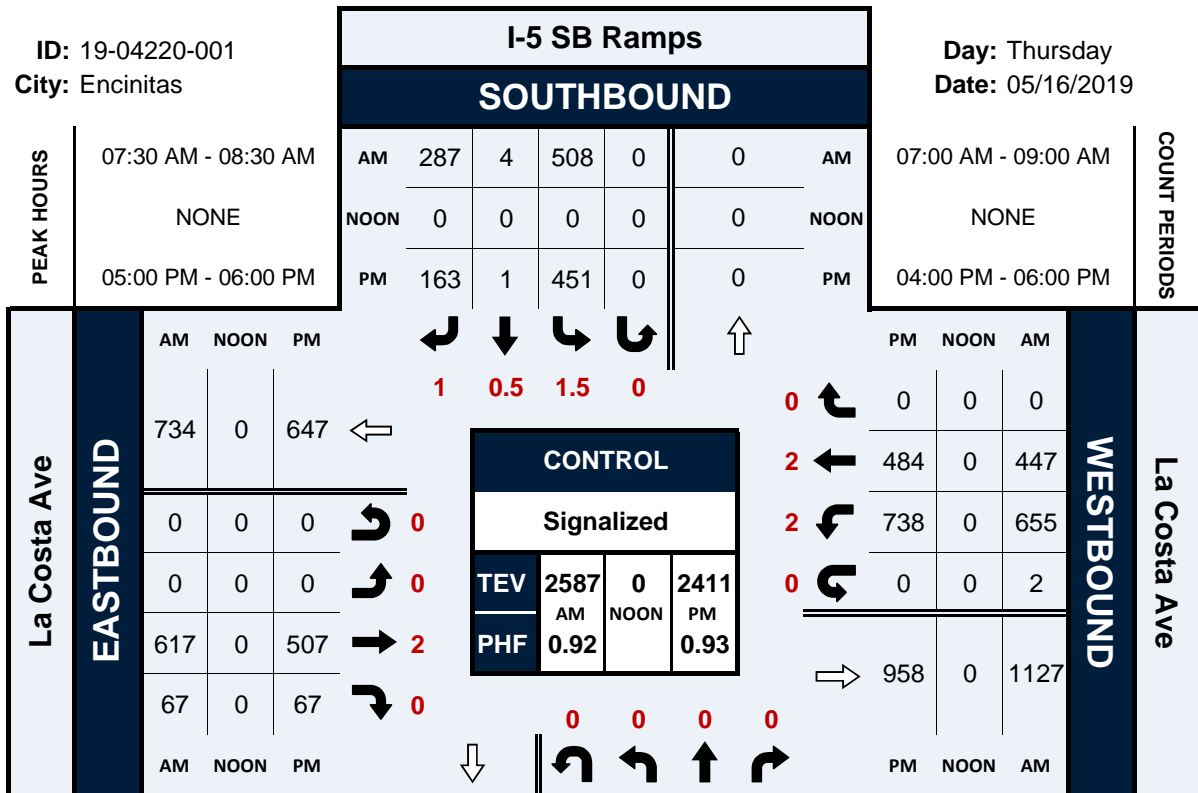 I-5 SB Ramps
ID: 19-04220-001
City: Encinitas
Day: Thursday
Date: 05/16/2019
SOUTHBOUND
PEAK HOURS
07:30 AM - 08:30 AM
NONE
05:00 PM - 06:00 PM
AM 287 4 508 0 0 AM
NOON 0 0 0 0 0 NOON
PM 163 1 451 0 0 PM
07:00 AM - 09:00 AM
NONE
04:00 PM - 06:00 PM
COUNT PERIODS
1 0.5 1.5 0
La Costa Ave
EASTBOUND
AM NOON PM
734 0 647
0 0 0 0
0 0 0 0
617 0 507 2
67 0 67 0
AM NOON PM
CONTROL
Signalized
TEV 2587 0 2411
AM NOON PM
PHF 0.92 0.93
PM NOON AM
0 0 0 0
2 484 0 447
2 738 0 655
0 0 0 2
958 0 1127
PM NOON AM
WESTBOUND
La Costa Ave
0 0 0 0